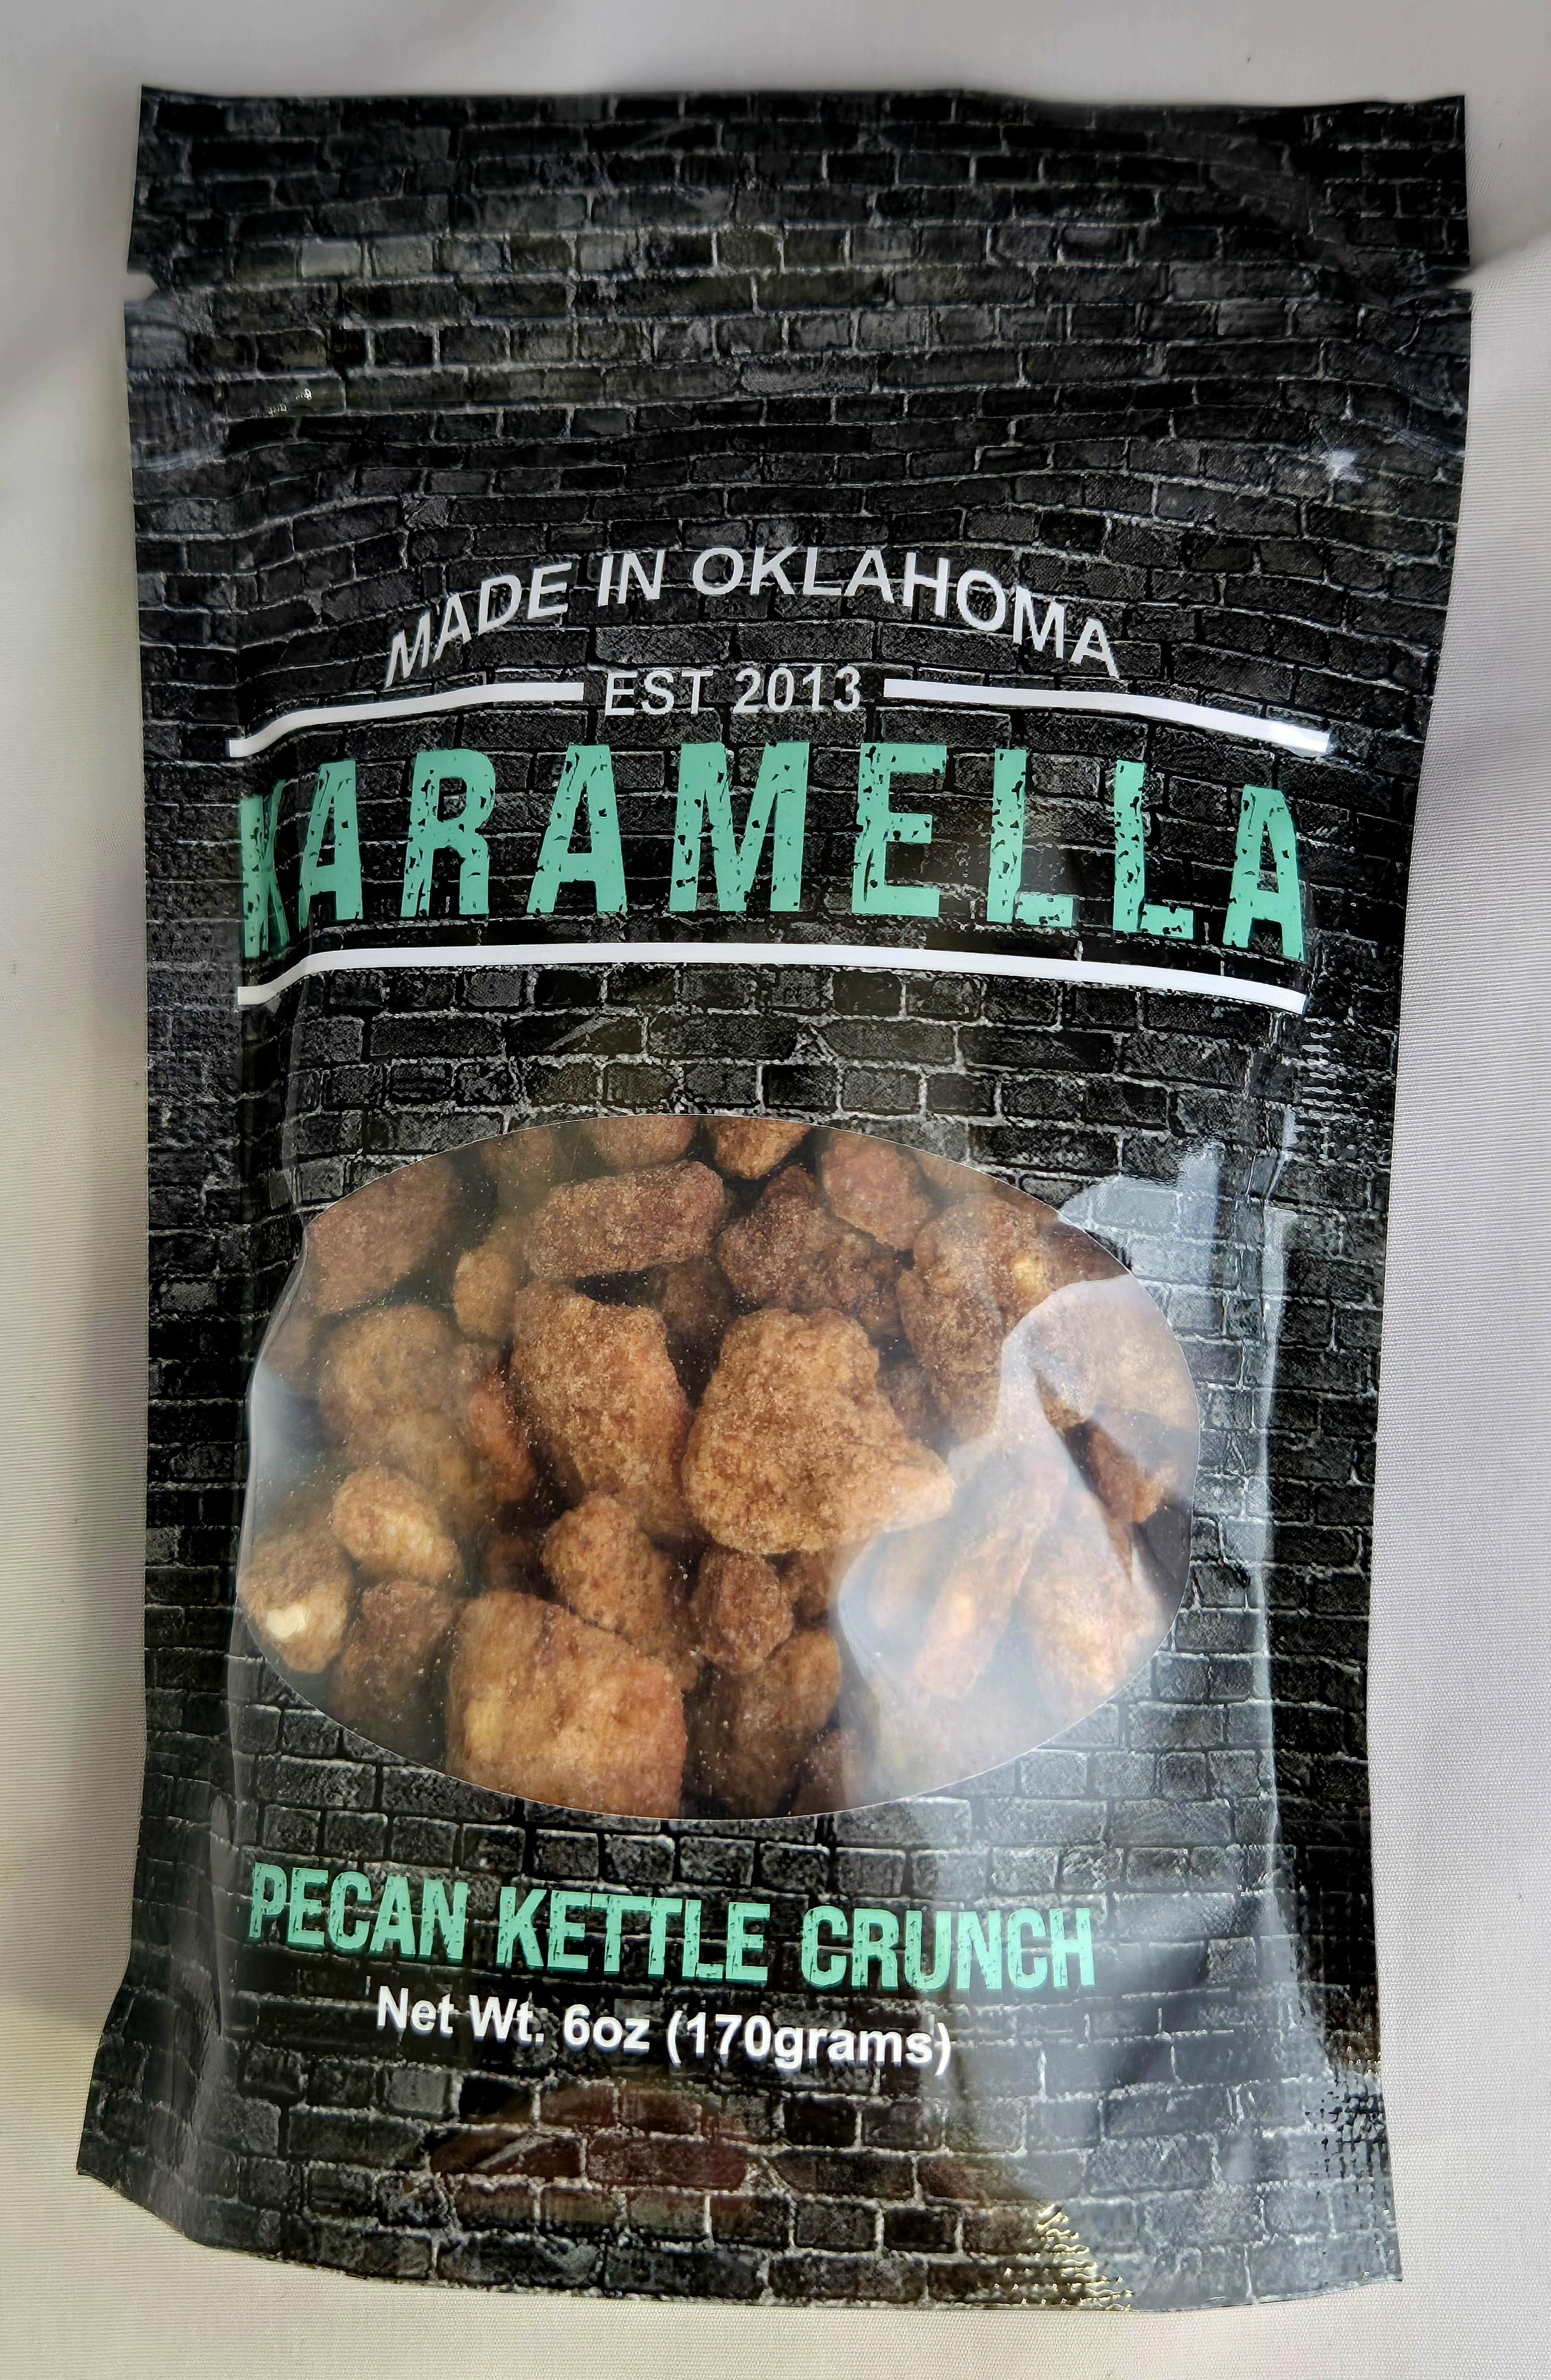 MADE IN OKLAHOMA
EST 2013
KARAMELLA
PECAN KETTLE CRUNCH
Net Wt. 6oz (170grams)